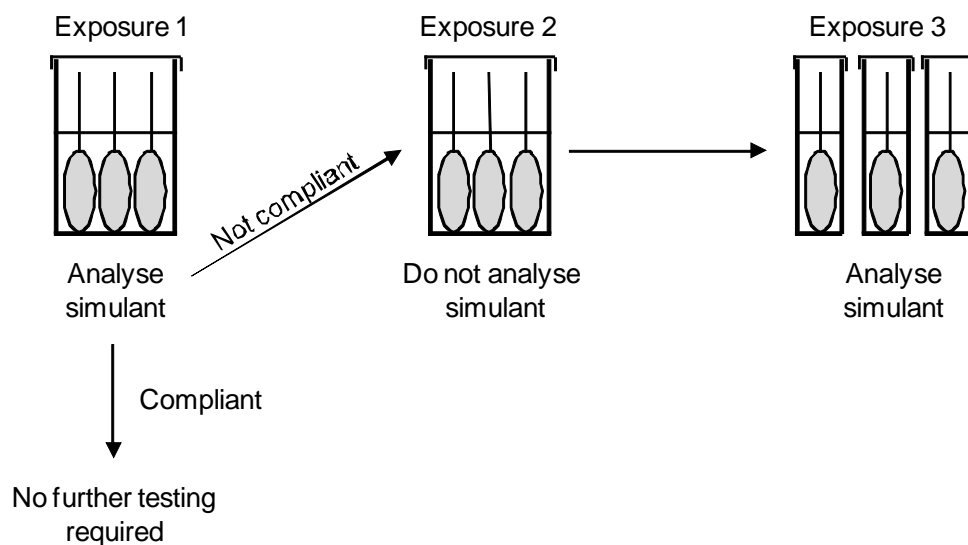 Exposure 1
Exposure 2
Exposure 3
Not compliant
Analyse
simulant
Do not analyse
simulant
Analyse
simulant
Compliant
No further testing
required